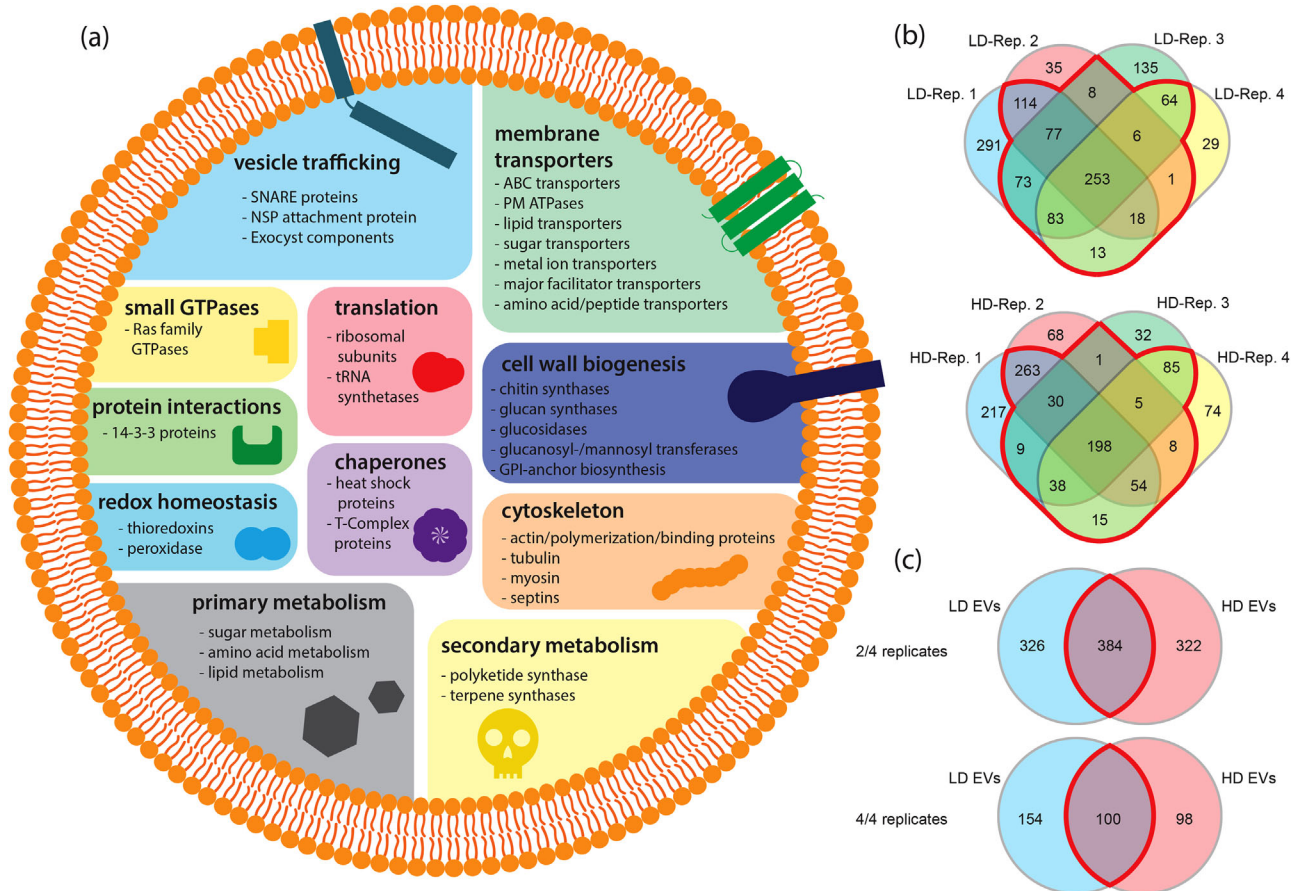 (a)
vesicle trafficking
- SNARE proteins
- NSP attachment protein
- Exocyst components
membrane
transporters
- ABC transporters
- PM ATPases
- lipid transporters
- sugar transporters
- metal ion transporters
- major facilitator transporters
- amino acid/peptide transporters
small GTPases
- Ras family
GTPases
translation
- ribosomal
subunits
- tRNA
synthetases
cell wall biogenesis
- chitin synthases
- glucan synthases
- glucosidases
- glucanosyl-/mannosyl transferases
- GPI-anchor biosynthesis
protein interactions
- 14-3-3 proteins
chaperones
- heat shock
proteins
- T-Complex
proteins
redox homeostasis
- thioredoxins
- peroxidase
cytoskeleton
- actin/polymerization/binding proteins
- tubulin
- myosin
- septins
primary metabolism
- sugar metabolism
- amino acid metabolism
- lipid metabolism
secondary metabolism
- polyketide synthase
- terpene synthases
(b)
LD-Rep. 2 LD-Rep. 3
LD-Rep. 1 LD-Rep. 4
35 135
114 8 64
291 77 6 29
73 253 1
83 18
13
HD-Rep. 2 HD-Rep. 3
HD-Rep. 1 HD-Rep. 4
68 32
263 1 85
217 30 5 74
9 198 8
38 54
15
(c)
LD EVs HD EVs
326 384 322
2/4 replicates
LD EVs HD EVs
154 100 98
4/4 replicates